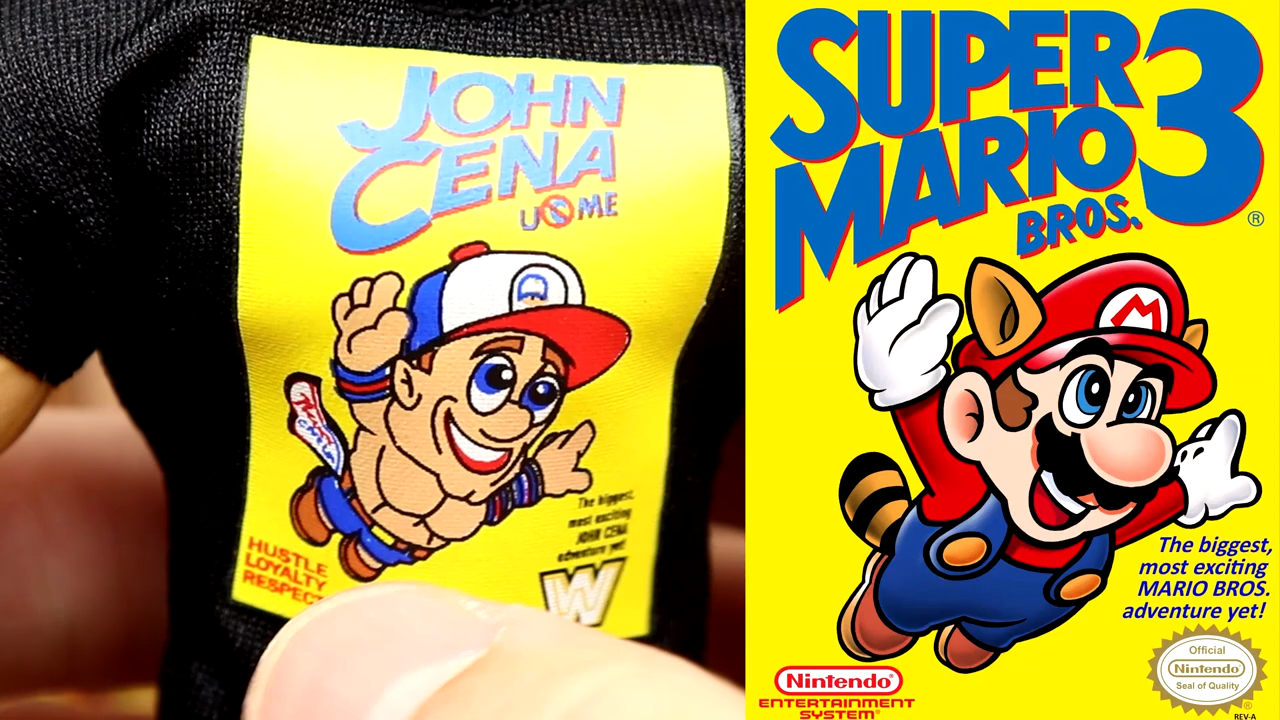 JOHN
CENA
U ME
HUSTLE
LOYALTY
RESPECT
The biggest,
most exciting
JOHN CENA
adventure yet!
W
SUPER
MARIO
BROS.
3
®
M
The biggest,
most exciting
MARIO BROS.
adventure yet!
Nintendo®
ENTERTAINMENT
SYSTEM®
Official
Nintendo
Seal of Quality
®
REV-A